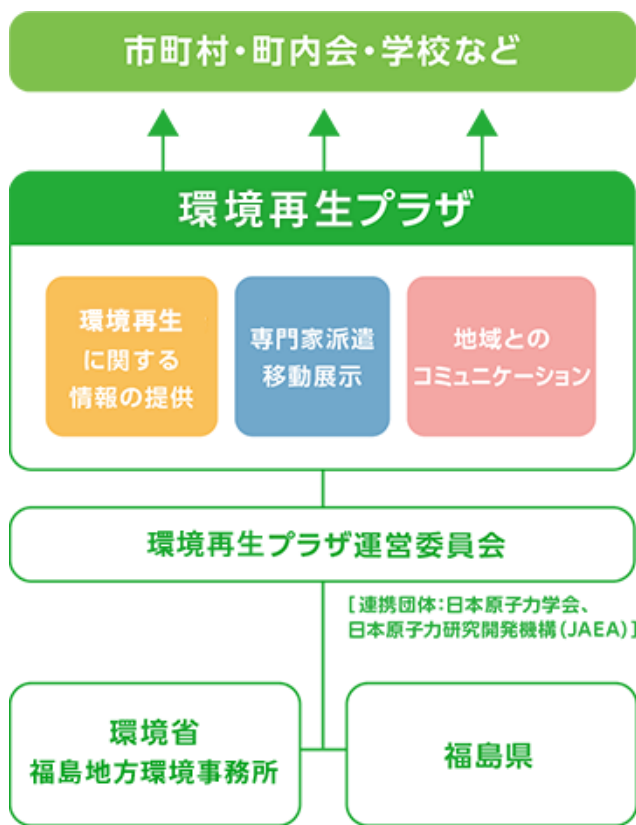 市町村・町内会・学校など
環境再生プラザ
環境再生
に関する
情報の提供
専門家派遣
移動展示
地域との
コミュニケーション
環境再生プラザ運営委員会
[連携団体:日本原子力学会、
日本原子力研究開発機構(JAEA)]
環境省
福島地方環境事務所
福島県